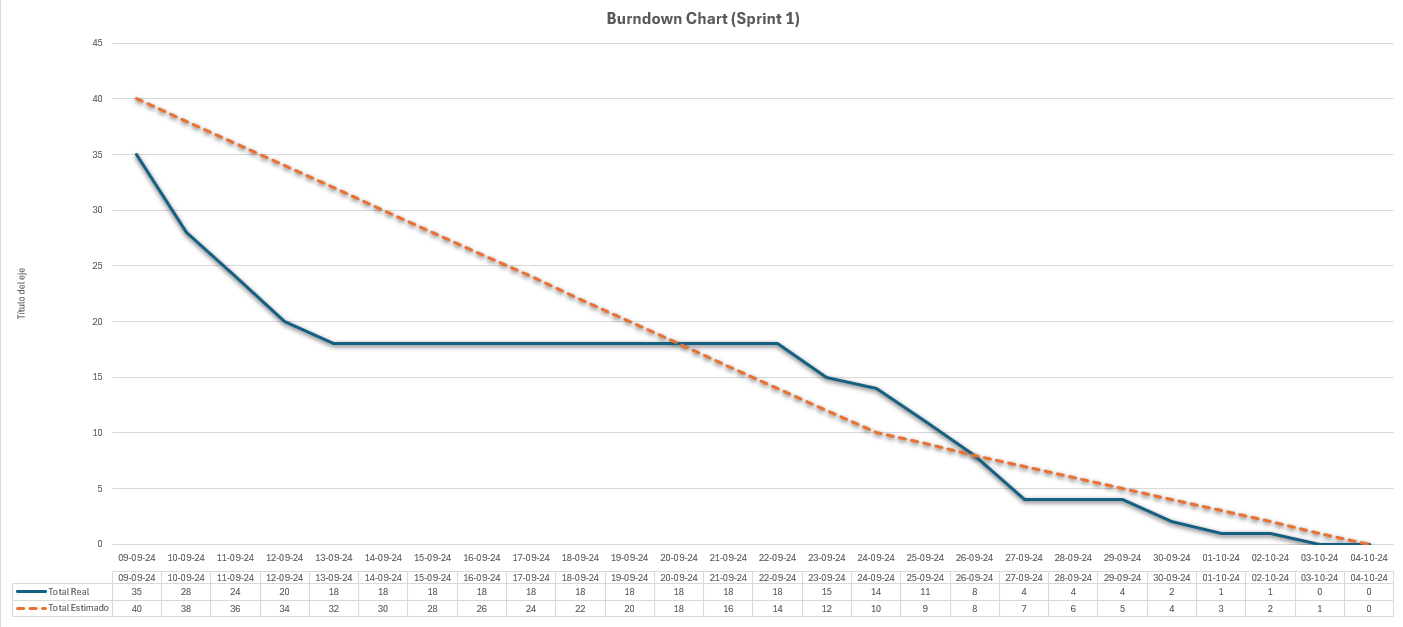 Burndown Chart (Sprint 1)
45
40
35
30
25
20
15
10
5
0
Título del eje
09-09-24 10-09-24 11-09-24 12-09-24 13-09-24 14-09-24 15-09-24 16-09-24 17-09-24 18-09-24 19-09-24 20-09-24 21-09-24 22-09-24 23-09-24 24-09-24 25-09-24 26-09-24 27-09-24 28-09-24 29-09-24 30-09-24 01-10-24 02-10-24 03-10-24 04-10-24
09-09-24 10-09-24 11-09-24 12-09-24 13-09-24 14-09-24 15-09-24 16-09-24 17-09-24 18-09-24 19-09-24 20-09-24 21-09-24 22-09-24 23-09-24 24-09-24 25-09-24 26-09-24 27-09-24 28-09-24 29-09-24 30-09-24 01-10-24 02-10-24 03-10-24 04-10-24
Total Real 35 28 24 20 18 18 18 18 18 18 18 18 18 18 15 14 11 8 4 4 4 2 1 1 0 0
Total Estimado 40 38 36 34 32 30 28 26 24 22 20 18 16 14 12 10 9 8 7 6 5 4 3 2 1 0